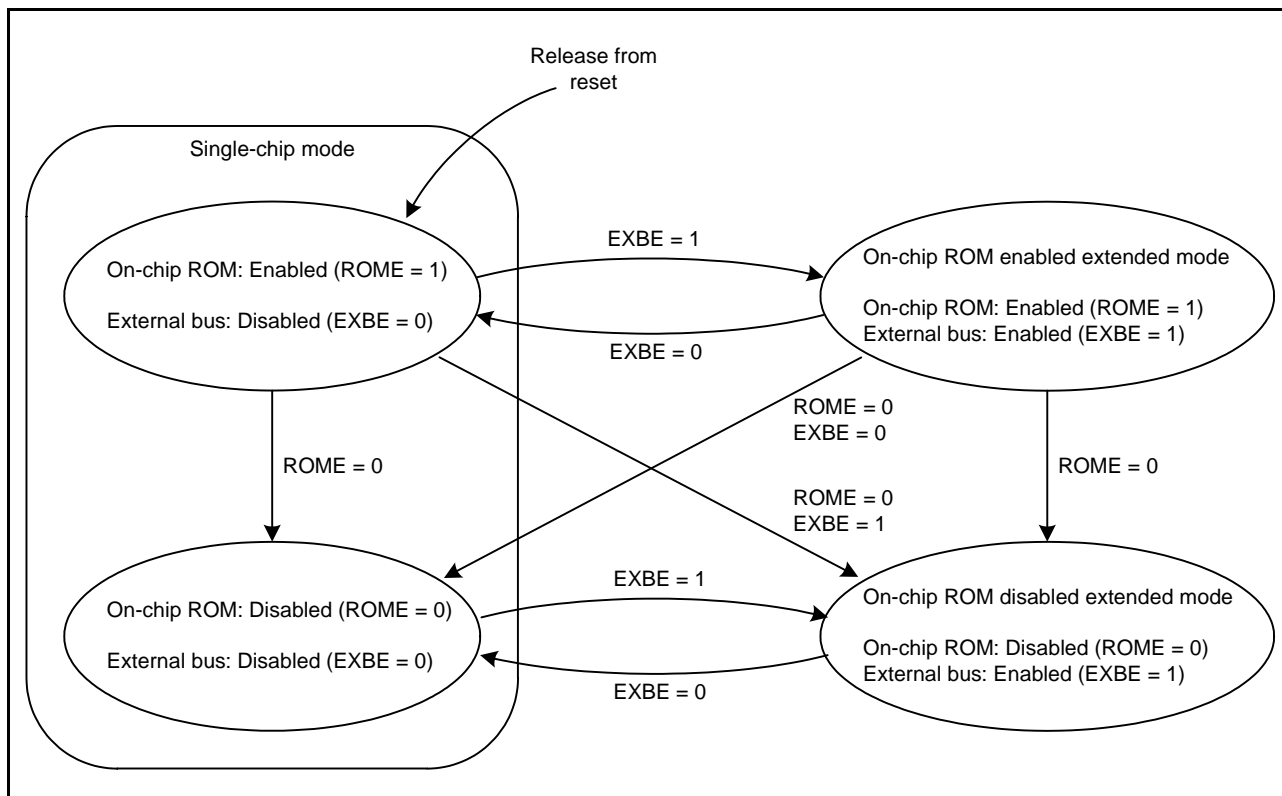 Release from
reset
Single-chip mode
On-chip ROM: Enabled (ROME = 1)
External bus: Disabled (EXBE = 0)
EXBE = 1
EXBE = 0
On-chip ROM enabled extended mode
On-chip ROM: Enabled (ROME = 1)
External bus: Enabled (EXBE = 1)
ROME = 0
ROME = 0
EXBE = 0
ROME = 0
EXBE = 1
ROME = 0
On-chip ROM: Disabled (ROME = 0)
External bus: Disabled (EXBE = 0)
EXBE = 1
EXBE = 0
On-chip ROM disabled extended mode
On-chip ROM: Disabled (ROME = 0)
External bus: Enabled (EXBE = 1)